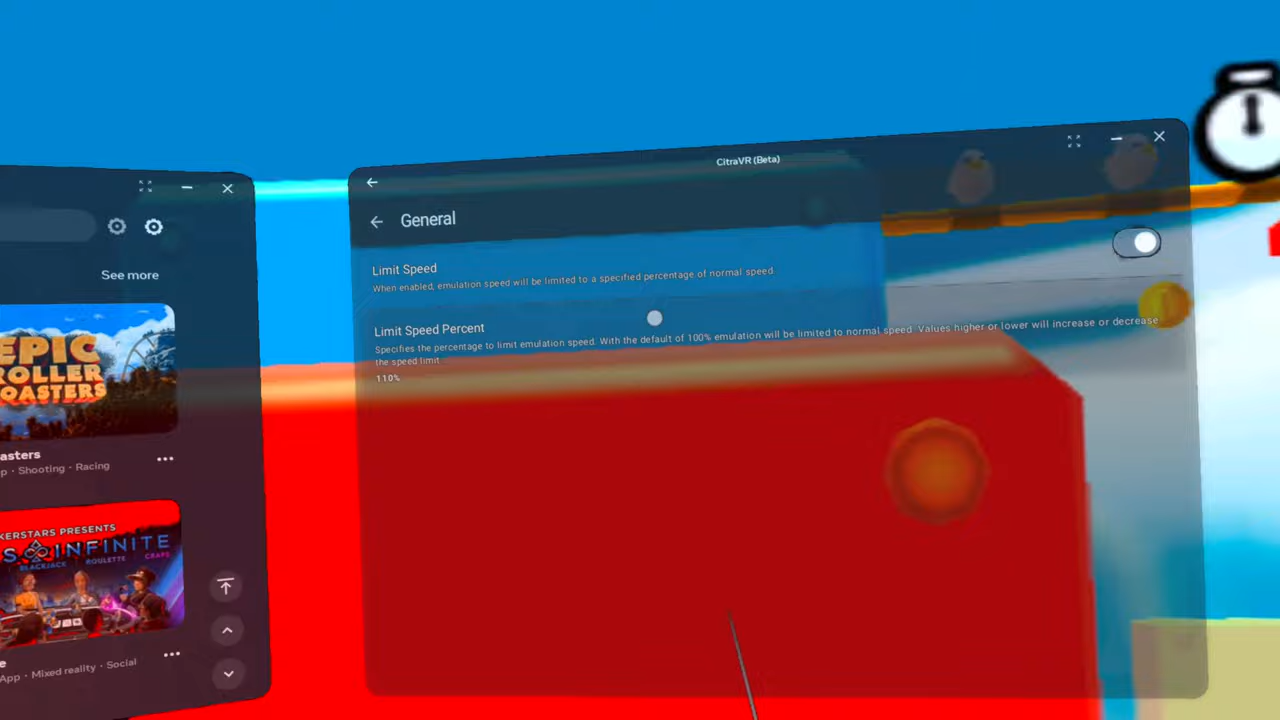 See more
EPIC
ROLLER
COASTERS
asters
p · Shooting · Racing
KERSTARS PRESENTS
INFINITE
BLACKJACK ROULETTE CRAPS
e
App · Mixed reality · Social
CitraVR (Beta)
General
Limit Speed
When enabled, emulation speed will be limited to a specified percentage of normal speed.
Limit Speed Percent
Specifies the percentage to limit emulation speed. With the default of 100% emulation will be limited to normal speed. Values higher or lower will increase or decrease
the speed limit.
110%